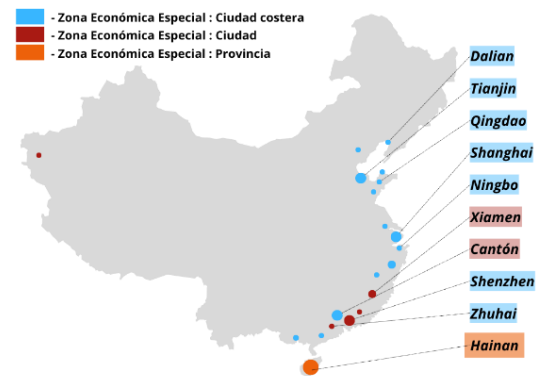 - Zona Económica Especial : Ciudad costera
- Zona Económica Especial : Ciudad
- Zona Económica Especial : Provincia
Dalian
Tianjin
Qingdao
Shanghai
Ningbo
Xiamen
Cantón
Shenzhen
Zhuhai
Hainan